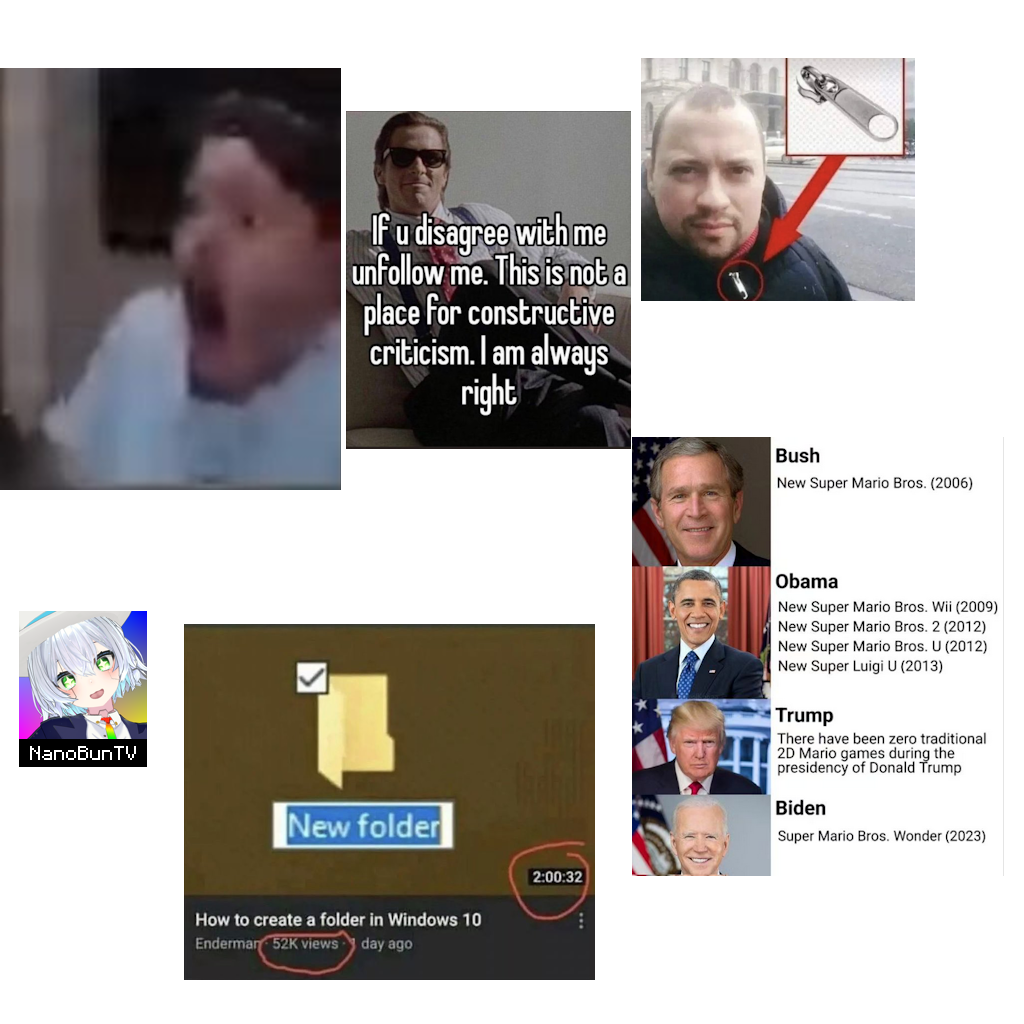 If u disagree with me
unfollow me. This is not a
place for constructive
criticism. I am always
right
Bush
New Super Mario Bros. (2006)
Obama
New Super Mario Bros. Wii (2009)
New Super Mario Bros. 2 (2012)
New Super Mario Bros. U (2012)
New Super Luigi U (2013)
Trump
There have been zero traditional
2D Mario games during the
presidency of Donald Trump
Biden
Super Mario Bros. Wonder (2023)
NanoBunTV
New folder
2:00:32
How to create a folder in Windows 10
Enderman · 52K views · 1 day ago